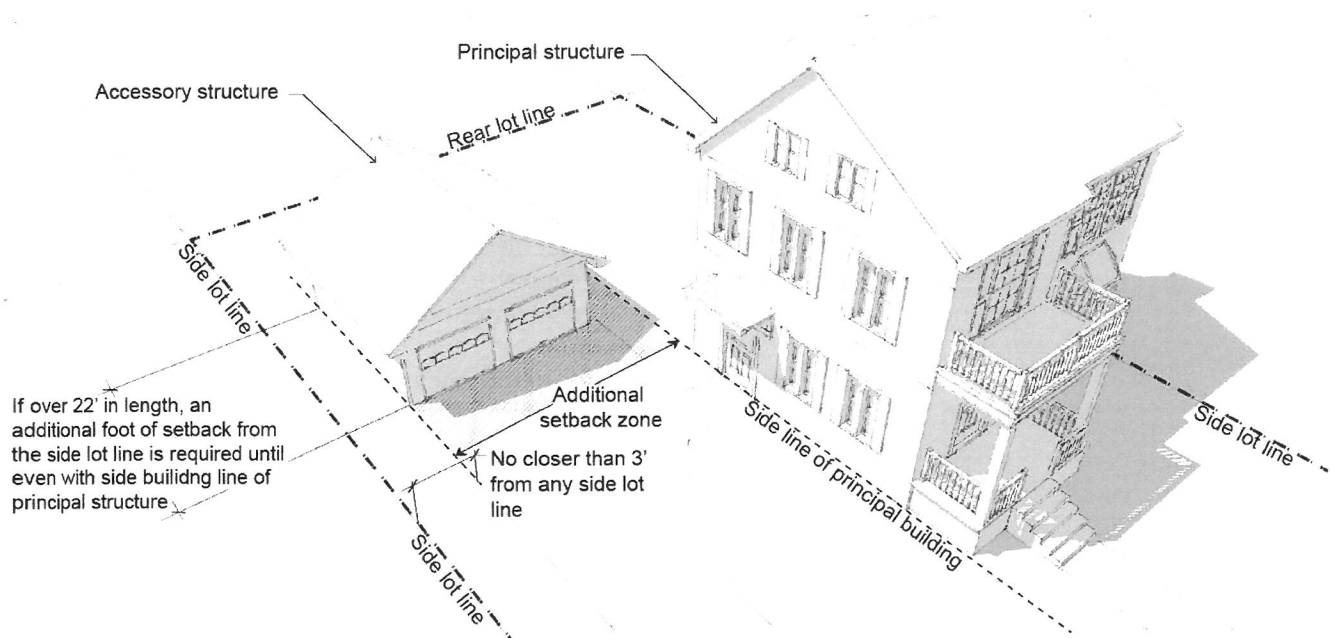 Principal structure
Accessory structure
Rear lot line
Side lot line
If over 22' in length, an
additional foot of setback from
the side lot line is required until
even with side builidng line of
principal structure
Additional
setback zone
No closer than 3'
from any side lot
line
Side line of principal building
Side lot line
Side lot line